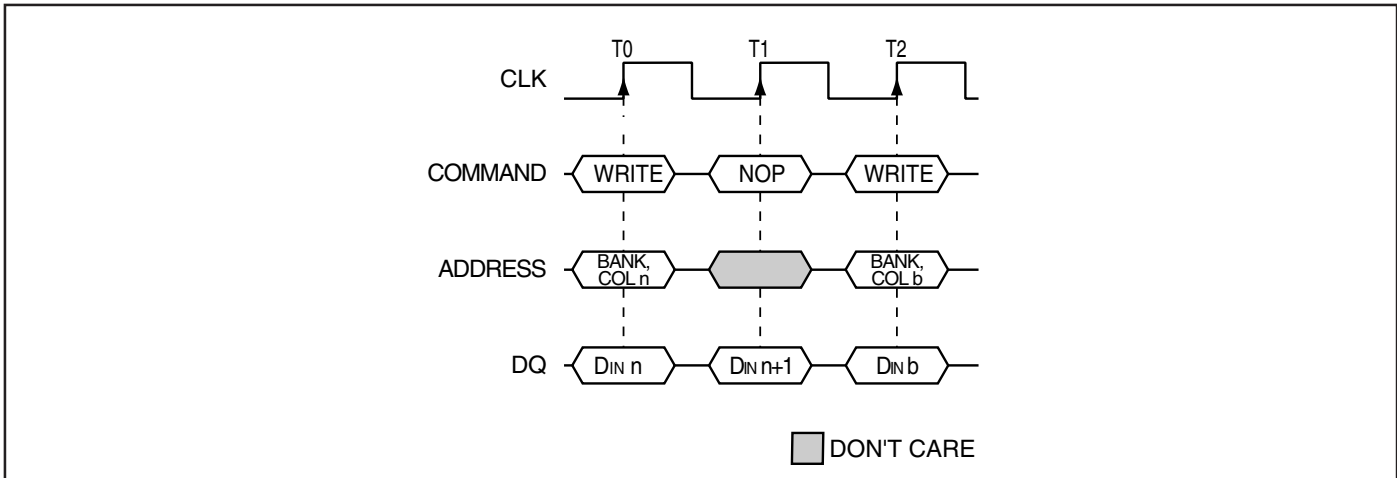 T0 T1 T2
CLK
COMMAND WRITE NOP WRITE
ADDRESS BANK, COL n BANK, COL b
DQ DIN n DIN n+1 DIN b
DON'T CARE